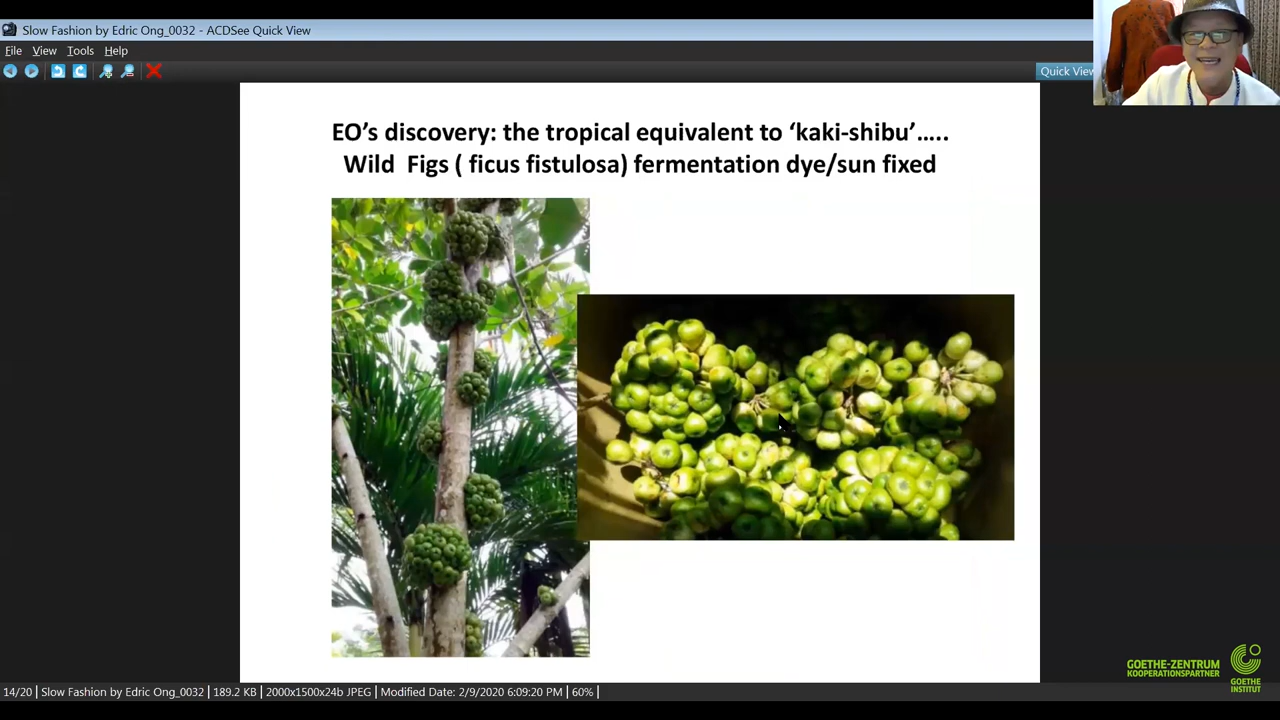 Slow Fashion by Edric Ong_0032 - ACDSee Quick View
File View Tools Help
Quick View
EO’s discovery: the tropical equivalent to ‘kaki-shibu’…..
Wild Figs ( ficus fistulosa) fermentation dye/sun fixed
GOETHE-ZENTRUM
KOOPERATIONSPARTNER
GOETHE
INSTITUT
14/20 | Slow Fashion by Edric Ong_0032 | 189.2 KB | 2000x1500x24b JPEG | Modified Date: 2/9/2020 6:09:20 PM | 60% |